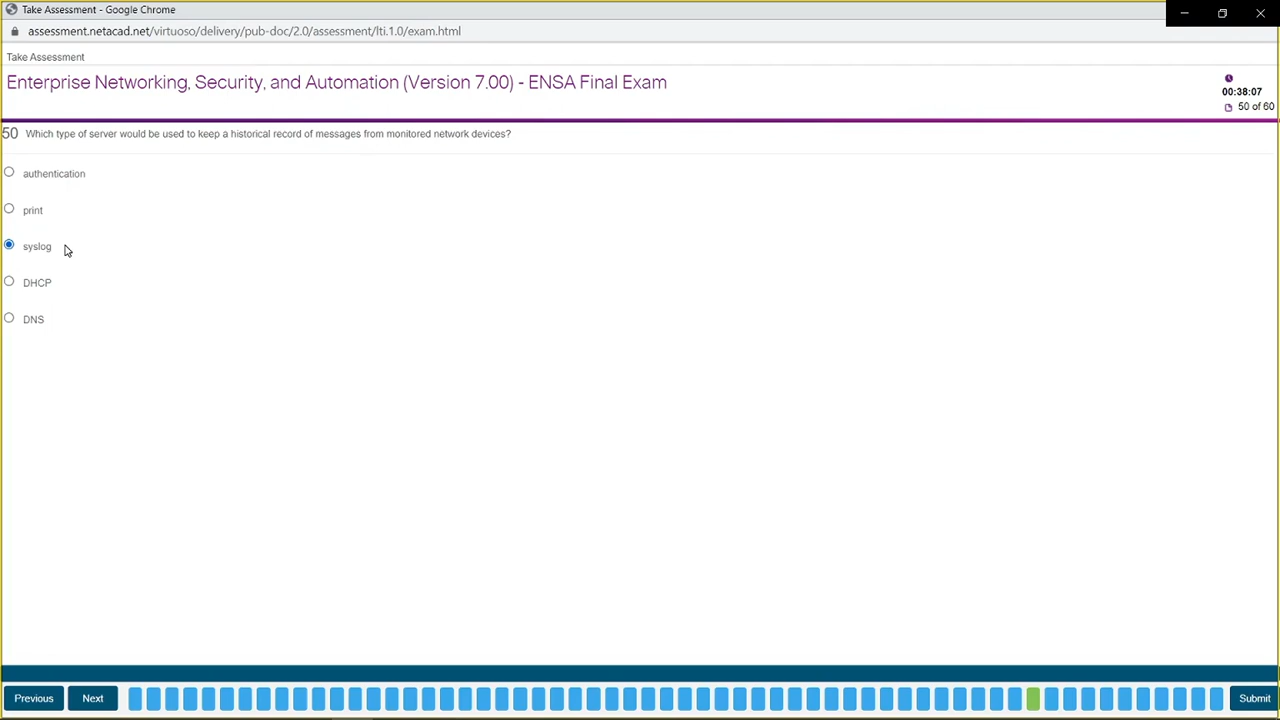 Take Assessment - Google Chrome
assessment.netacad.net/virtuoso/delivery/pub-doc/2.0/assessment/lti.1.0/exam.html
Take Assessment
Enterprise Networking, Security, and Automation (Version 7.00) - ENSA Final Exam
00:38:07
50 of 60
50 Which type of server would be used to keep a historical record of messages from monitored network devices?
authentication
print
syslog
DHCP
DNS
Previous Next Submit